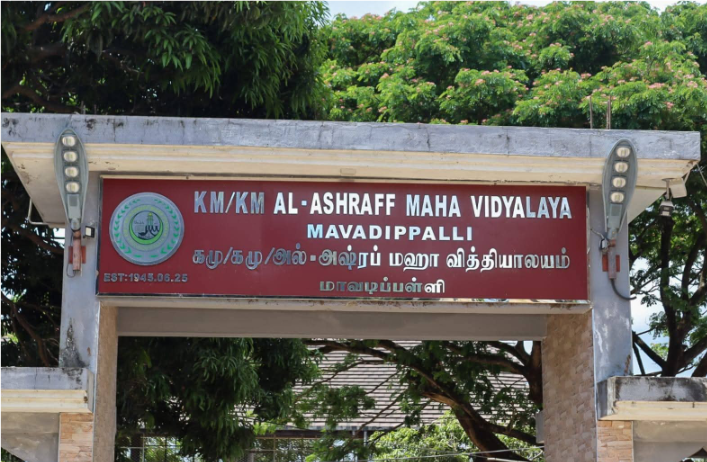 KM/KM AL-ASHRAFF MAHA VIDYALAYA
MAVADIPPALLI
கமு/கமு/அல்-அஷ்ரப் மஹா வித்தியாலயம்
மாவடிப்பள்ளி
EST:1945.06.25